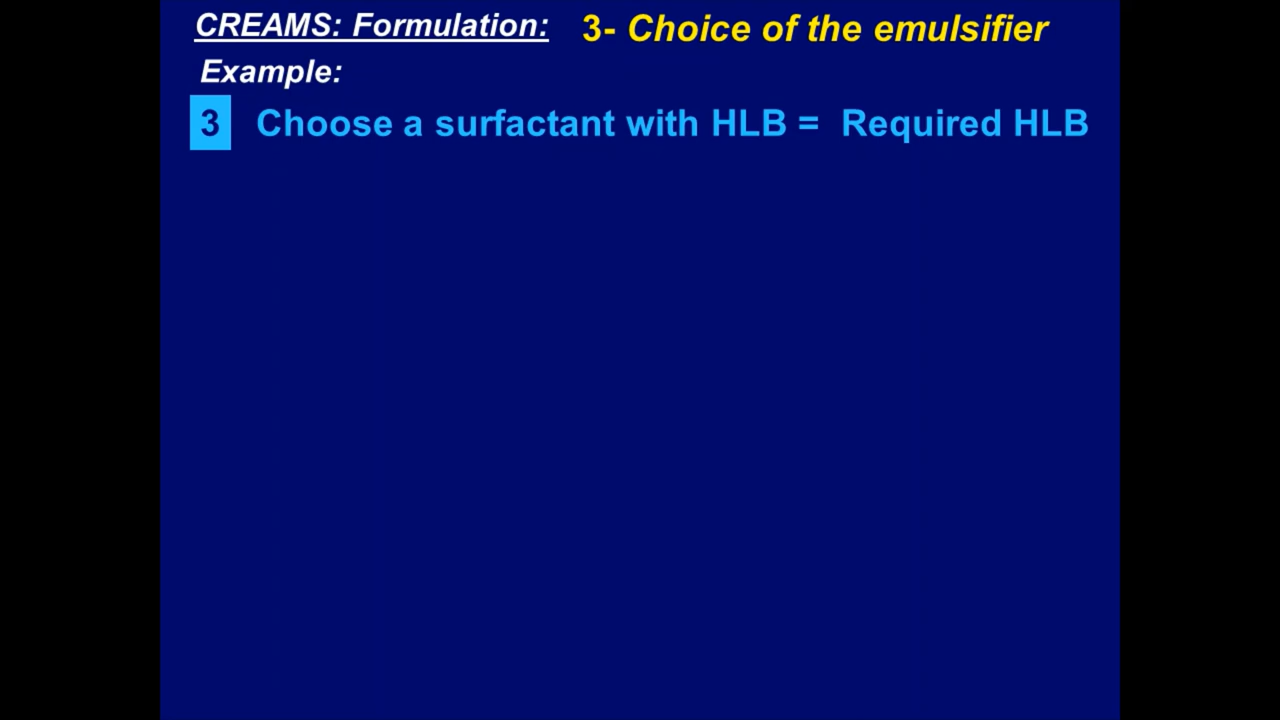 CREAMS: Formulation: 3- Choice of the emulsifier
Example:
3 Choose a surfactant with HLB = Required HLB